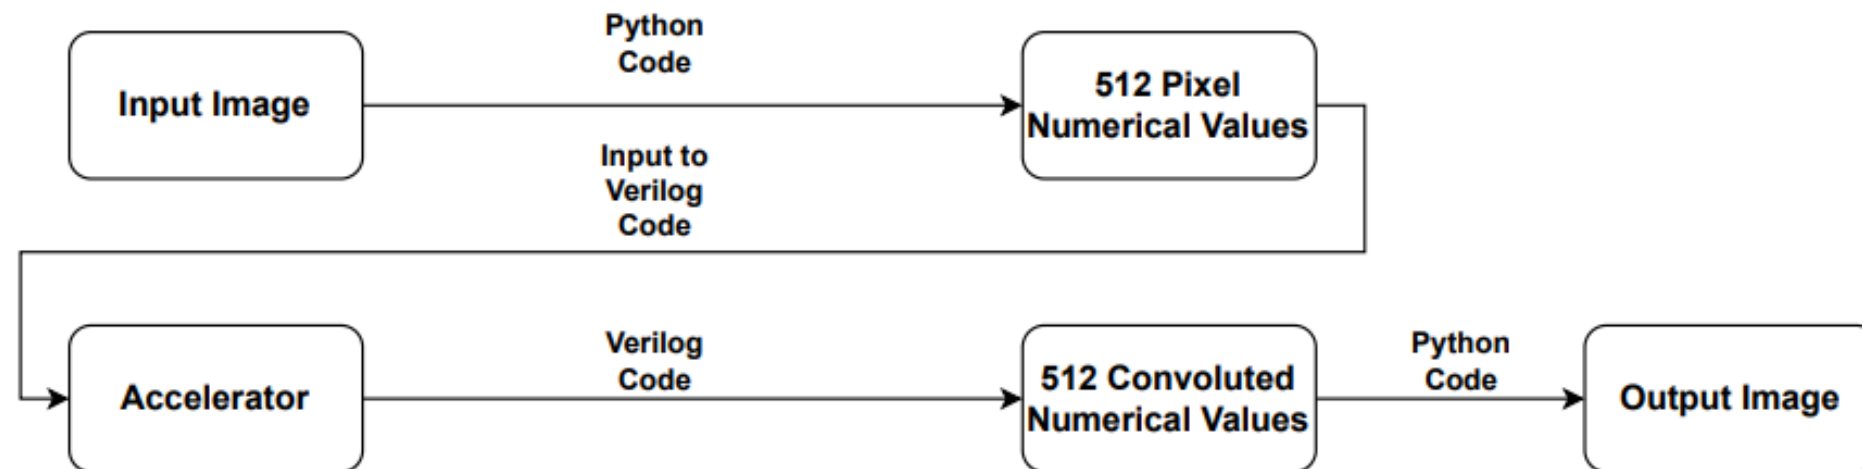 Python
Code
Input Image
512 Pixel
Numerical Values
Input to
Verilog
Code
Accelerator
Verilog
Code
512 Convoluted
Numerical Values
Python
Code
Output Image